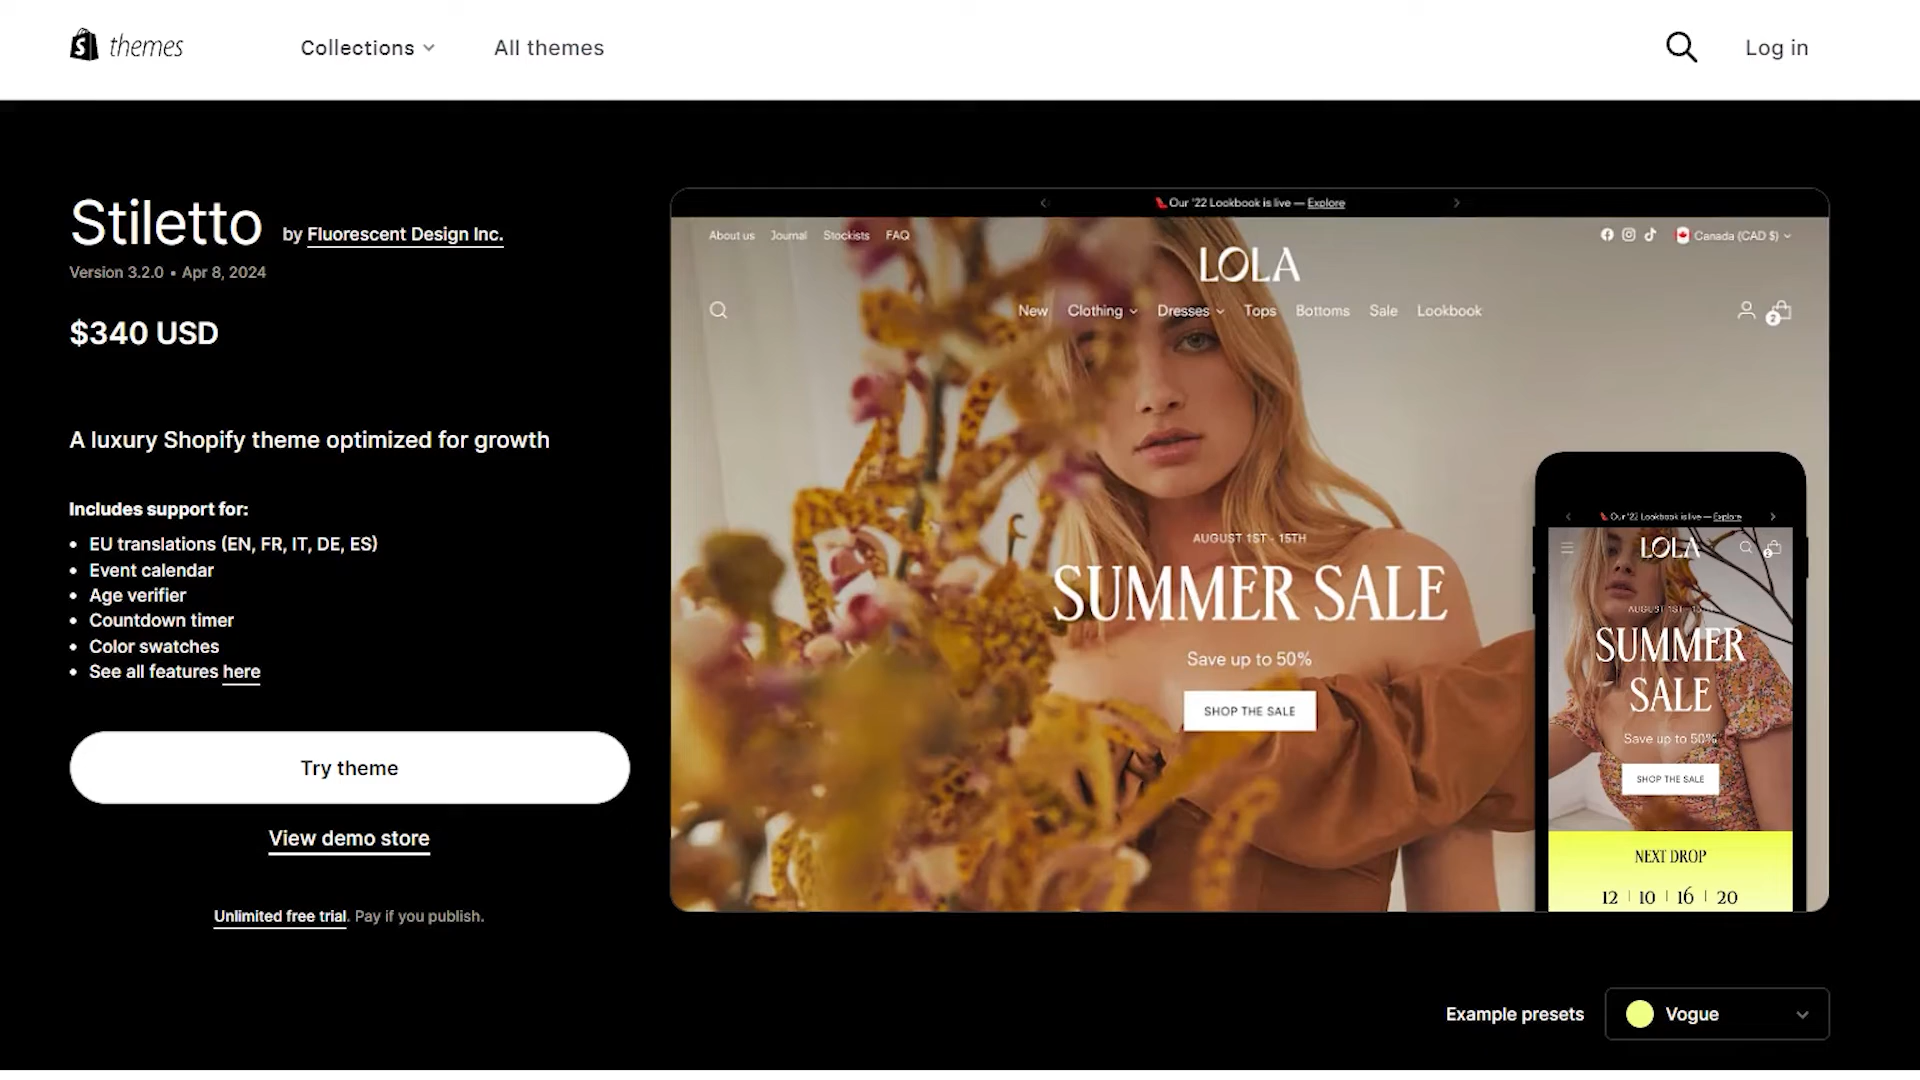 themes
Collections
All themes
Log in
Stiletto by Fluorescent Design Inc.
Version 3.2.0 • Apr 8, 2024
$340 USD
A luxury Shopify theme optimized for growth
Includes support for:
• EU translations (EN, FR, IT, DE, ES)
• Event calendar
• Age verifier
• Countdown timer
• Color swatches
• See all features here
Try theme
View demo store
Unlimited free trial. Pay if you publish.
Our '22 Lookbook is live — Explore
About us Journal Stockists FAQ
Canada (CAD $)
LOLA
New Clothing Dresses Tops Bottoms Sale Lookbook
2
AUGUST 1ST - 15TH
SUMMER SALE
Save up to 50%
SHOP THE SALE
Our '22 Lookbook is live — Explore
LOLA
2
AUGUST 1ST - 15TH
SUMMER
SALE
Save up to 50%
SHOP THE SALE
NEXT DROP
12 | 10 | 16 | 20
Example presets
Vogue